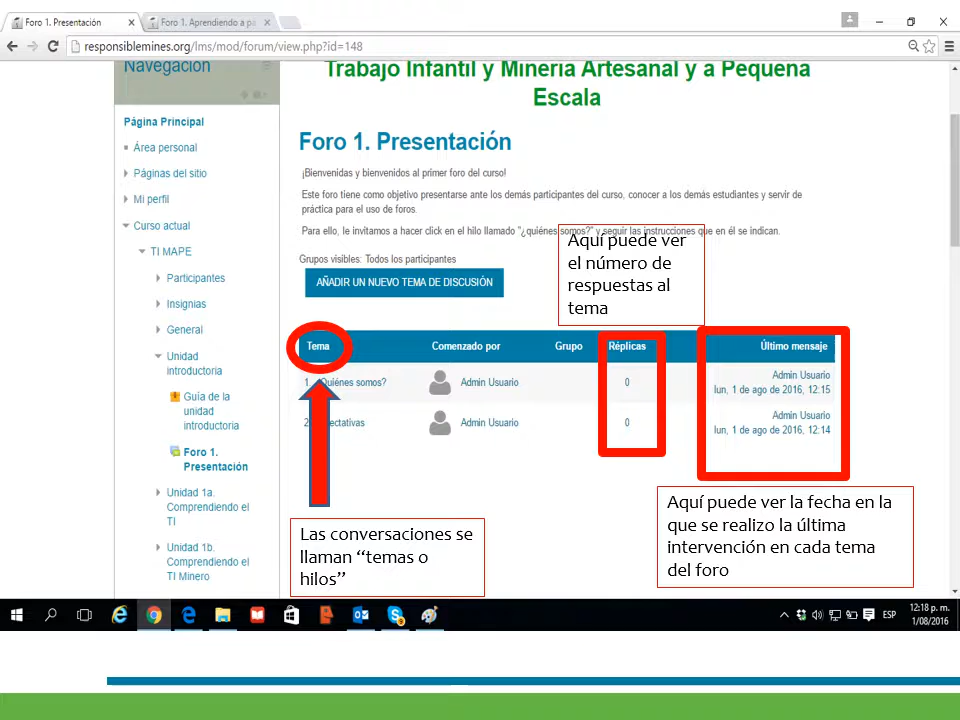 Foro 1. Presentación
Foro 1. Aprendiendo a pa
responsiblemines.org/lms/mod/forum/view.php?id=148
Navegación
Página Principal
Área personal
Páginas del sitio
Mi perfil
Curso actual
TI MAPE
Participantes
Insignias
General
Unidad
introductoria
Guía de la
unidad
introductoria
Foro 1.
Presentación
Unidad 1a.
Comprendiendo el
TI
Unidad 1b.
Comprendiendo el
TI Minero
Trabajo Infantil y Minería Artesanal y a Pequeña
Escala
Foro 1. Presentación
¡Bienvenidas y bienvenidos al primer foro del curso!
Este foro tiene como objetivo presentarse ante los demás participantes del curso, conocer a los demás estudiantes y servir de
práctica para el uso de foros.
Para ello, le invitamos a hacer click en el hilo llamado "¿quiénes somos?" y seguir las instrucciones que en él se indican.
Grupos visibles: Todos los participantes
AÑADIR UN NUEVO TEMA DE DISCUSIÓN
Aquí puede ver
el número de
respuestas al
tema
Tema Comenzado por Grupo Réplicas Último mensaje
1. ¿Quiénes somos? Admin Usuario 0 Admin Usuario
lun, 1 de ago de 2016, 12:15
2 ectativas Admin Usuario 0 Admin Usuario
lun, 1 de ago de 2016, 12:14
Las conversaciones se
llaman “temas o
hilos”
Aquí puede ver la fecha en la
que se realizo la última
intervención en cada tema
del foro
ESP
12:18 p. m.
1/08/2016